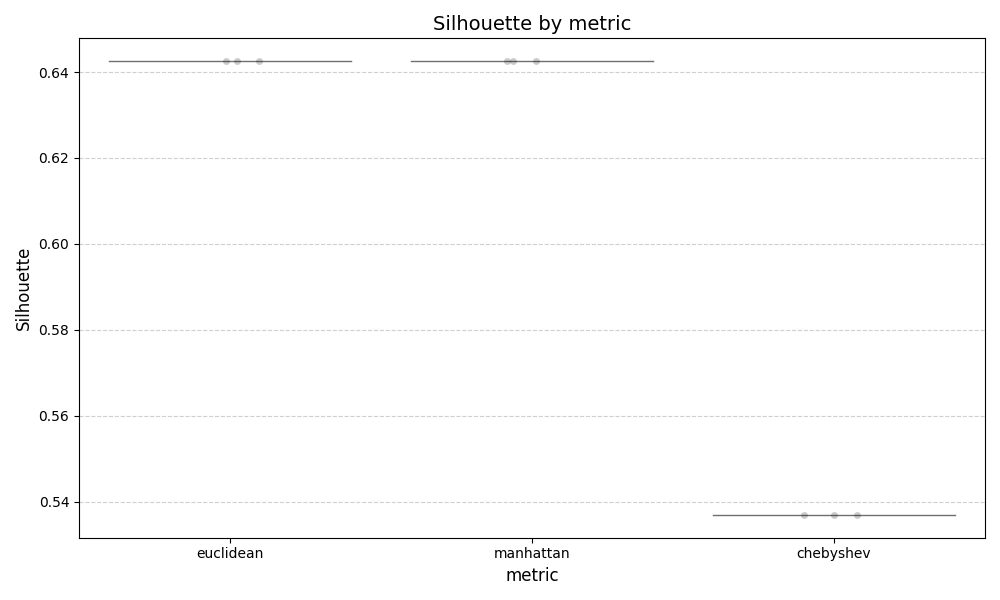 Silhouette by metric
0.64
0.62
0.60
0.58
0.56
0.54
Silhouette
euclidean manhattan chebyshev
metric